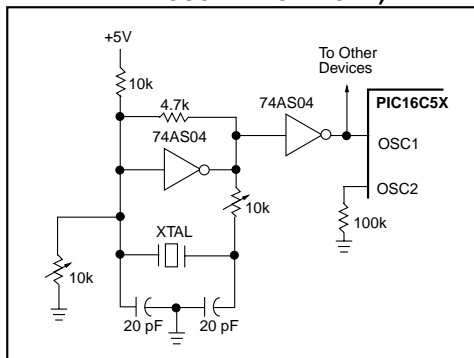 +5V
To Other
Devices
10k
4.7k
74AS04
74AS04
PIC16C5X
OSC1
10k
OSC2
100k
XTAL
10k
20 pF
20 pF